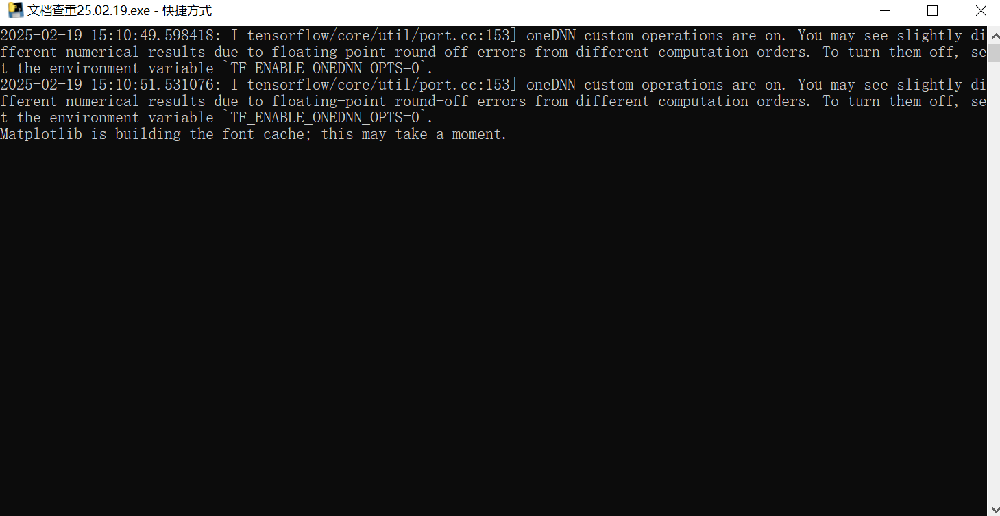 文档查重25.02.19.exe - 快捷方式
2025-02-19 15:10:49.598418: I tensorflow/core/util/port.cc:153] oneDNN custom operations are on. You may see slightly di
fferent numerical results due to floating-point round-off errors from different computation orders. To turn them off, se
t the environment variable `TF_ENABLE_ONEDNN_OPTS=0`.
2025-02-19 15:10:51.531076: I tensorflow/core/util/port.cc:153] oneDNN custom operations are on. You may see slightly di
fferent numerical results due to floating-point round-off errors from different computation orders. To turn them off, se
t the environment variable `TF_ENABLE_ONEDNN_OPTS=0`.
Matplotlib is building the font cache; this may take a moment.